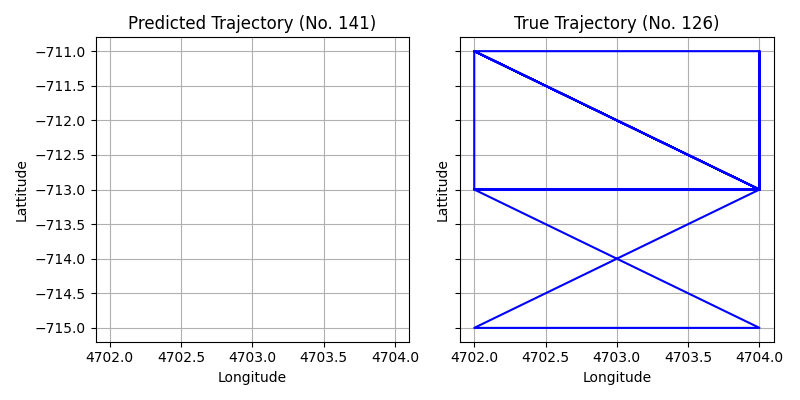 Predicted Trajectory (No. 141)
True Trajectory (No. 126)
−711.0
−711.5
−712.0
−712.5
−713.0
−713.5
−714.0
−714.5
−715.0
Lattitude
Lattitude
4702.0 4702.5 4703.0 4703.5 4704.0
4702.0 4702.5 4703.0 4703.5 4704.0
Longitude
Longitude